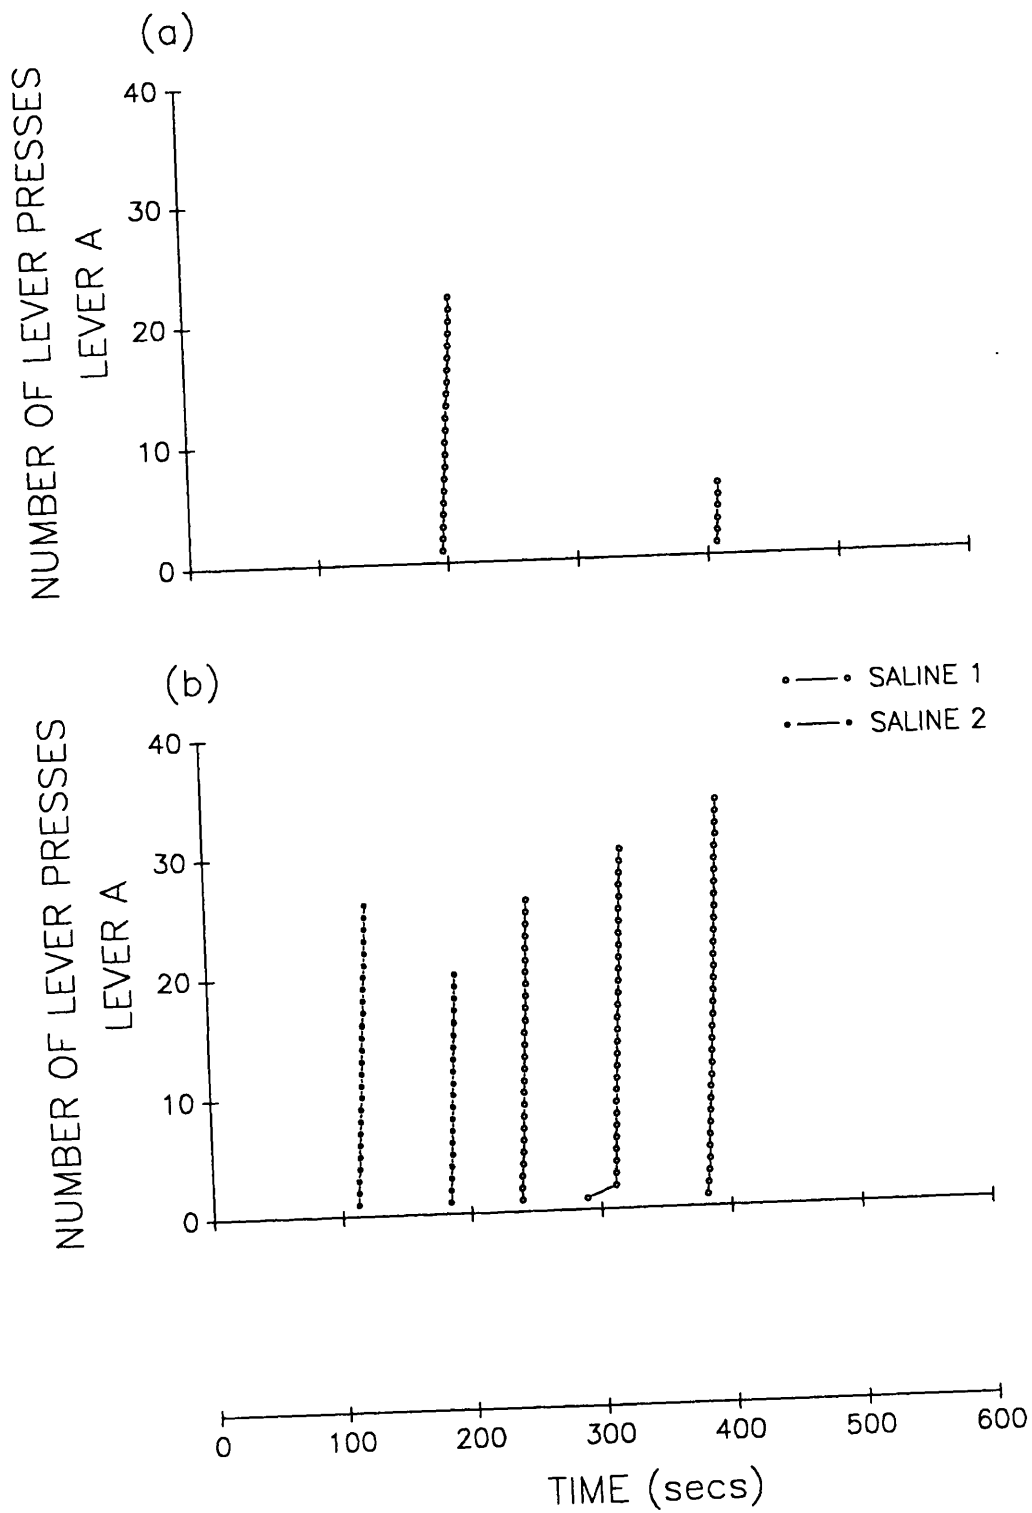 (a)
NUMBER OF LEVER PRESSES
LEVER A
40
30
20
10
0
(b)
SALINE 1
SALINE 2
NUMBER OF LEVER PRESSES
LEVER A
40
30
20
10
0
0 100 200 300 400 500 600
TIME (secs)